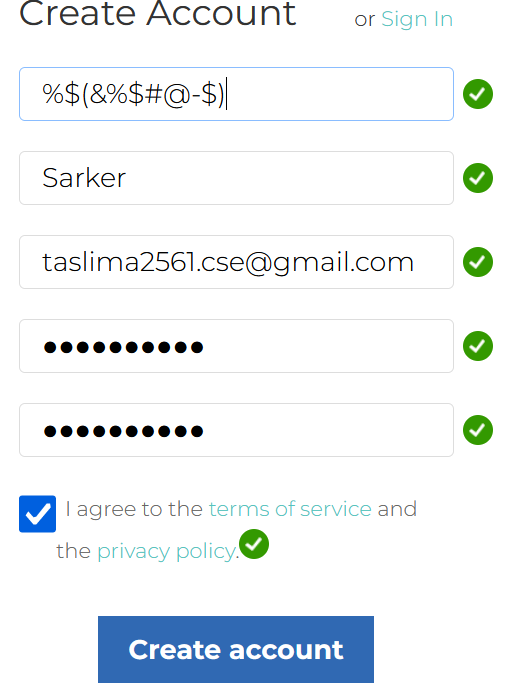 Create Account or Sign In
%$(&%$#@-$)
Sarker
taslima2561.cse@gmail.com
●●●●●●●●●●
●●●●●●●●●●
I agree to the terms of service and
the privacy policy.
Create account